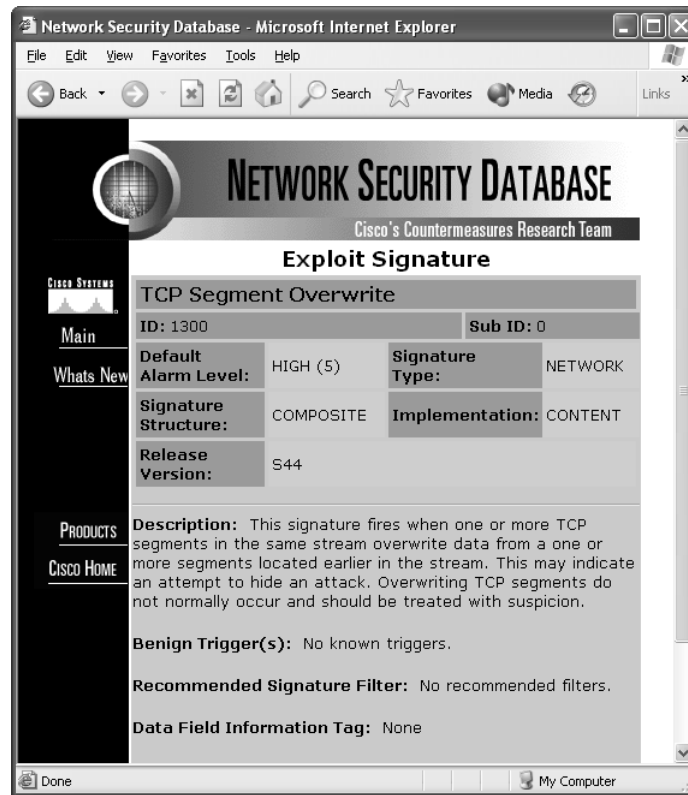 Network Security Database - Microsoft Interne
File Edit View Favorites Tools Help
Back Search Favorites Media Links »
NETWORK SECURITY DATABASE
Cisco's Countermeasures Research Team
Exploit Signature
CISCO SYSTEMS
Main
Whats New
PRODUCTS
CISCO HOME
TCP Segment Overwrite
ID: 1300 Sub ID: 0
Default Alarm Level: HIGH (5) Signature Type: NETWORK
Signature Structure: COMPOSITE Implementation: CONTENT
Release Version: S44
Description: This signature fires when one or more TCP
segments in the same stream overwrite data from a one or
more segments located earlier in the stream. This may indicate
an attempt to hide an attack. Overwriting TCP segments do
not normally occur and should be treated with suspicion.
Benign Trigger(s): No known triggers.
Recommended Signature Filter: No recommended filters.
Data Field Information Tag: None
Done My Computer